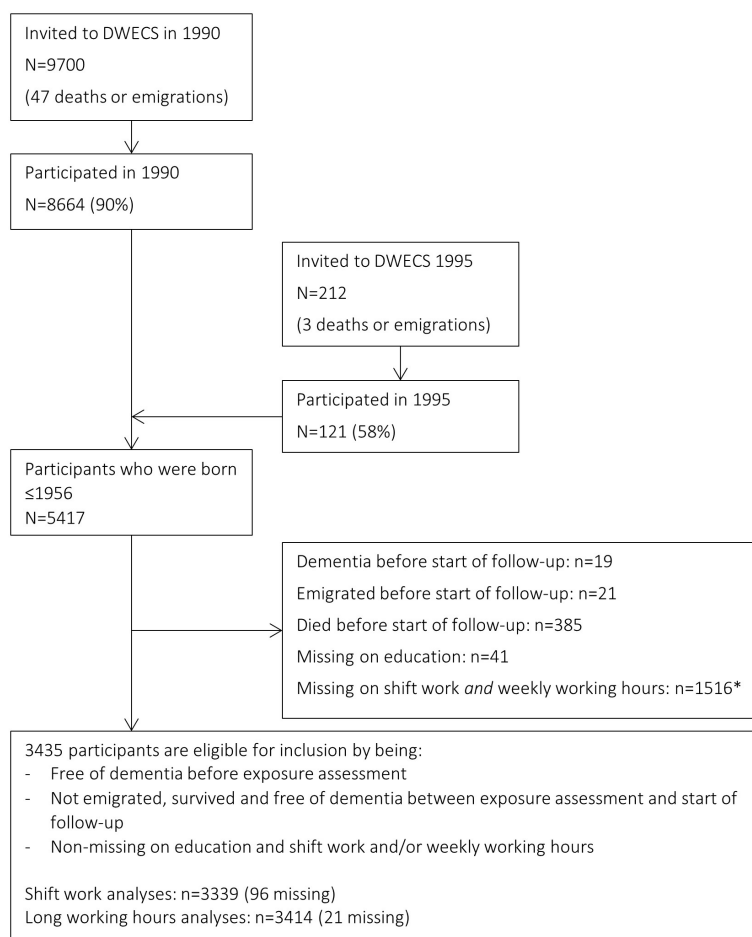 Invited to DWECS in 1990
N=9700
(47 deaths or emigrations)
Participated in 1990
N=8664 (90%)
Invited to DWECS 1995
N=212
(3 deaths or emigrations)
Participated in 1995
N=121 (58%)
Participants who were born
≤1956
N=5417
Dementia before start of follow-up: n=19
Emigrated before start of follow-up: n=21
Died before start of follow-up: n=385
Missing on education: n=41
Missing on shift work and weekly working hours: n=1516*
3435 participants are eligible for inclusion by being:
- Free of dementia before exposure assessment
- Not emigrated, survived and free of dementia between exposure assessment and start of
follow-up
- Non-missing on education and shift work and/or weekly working hours
Shift work analyses: n=3339 (96 missing)
Long working hours analyses: n=3414 (21 missing)